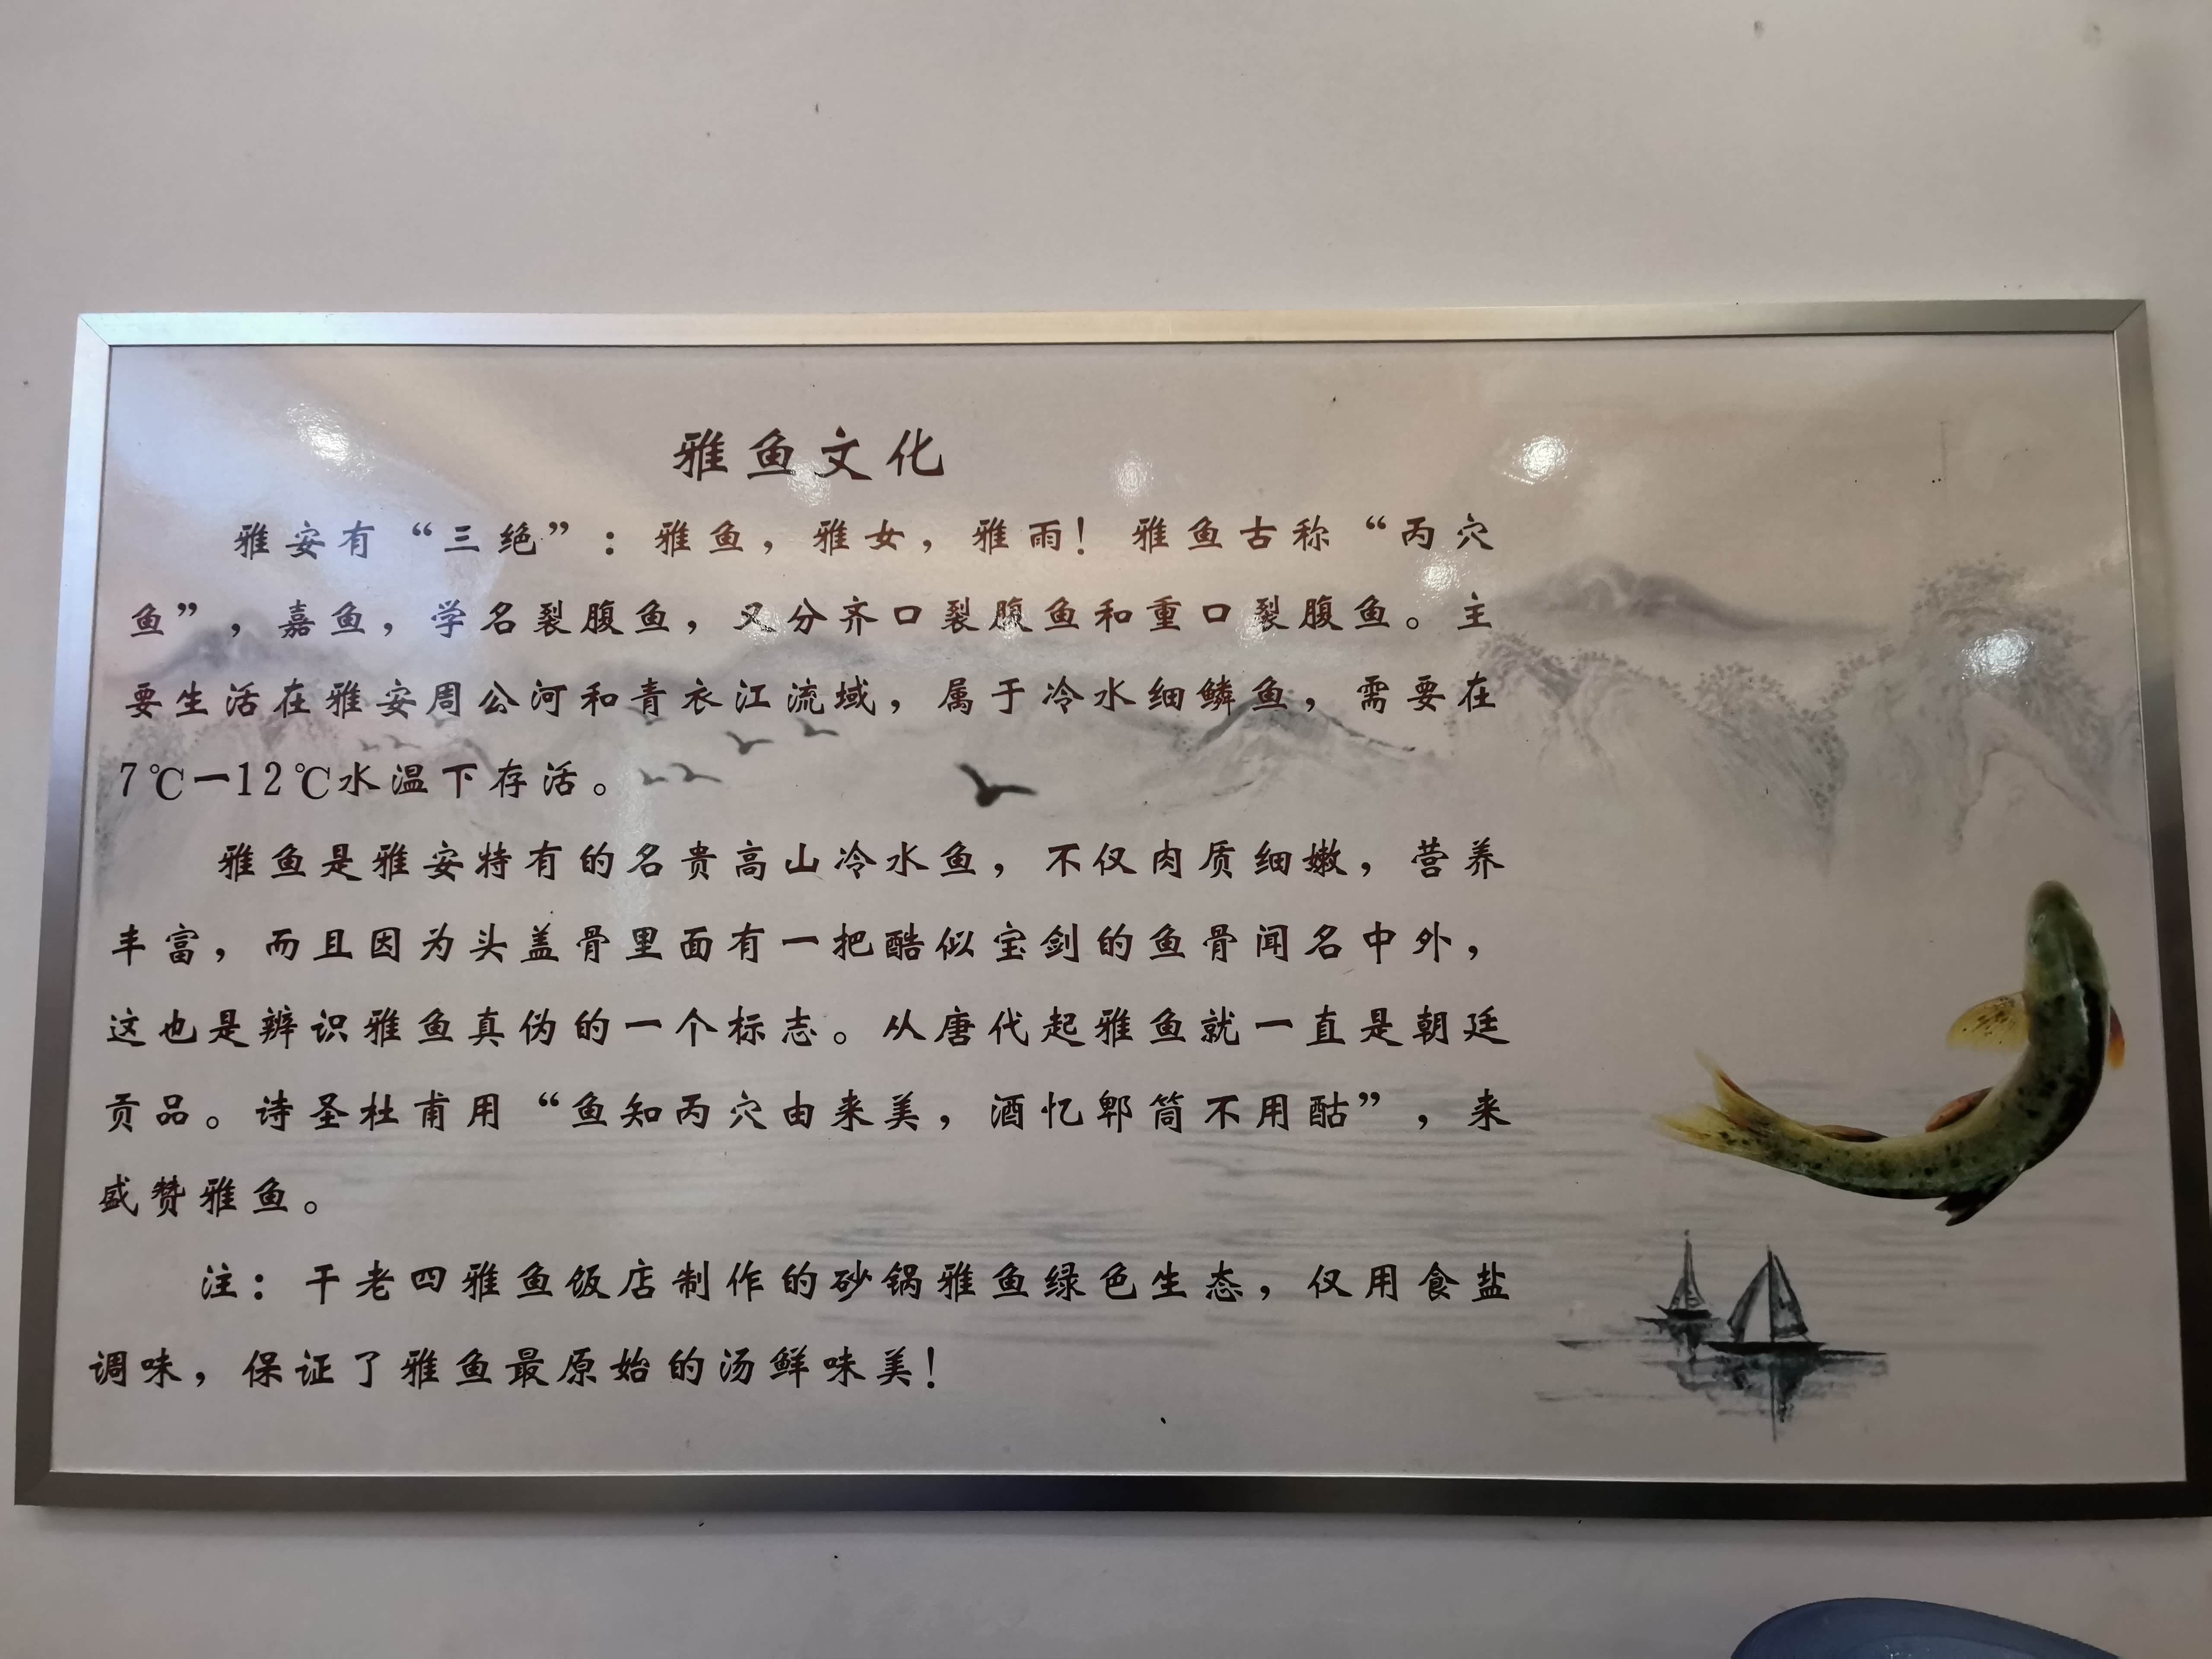 雅鱼文化
雅安有“三绝”：雅鱼，雅女，雅雨！雅鱼古称“丙穴
鱼”，嘉鱼，学名裂腹鱼，又分齐口裂腹鱼和重口裂腹鱼。主
要生活在雅安周公河和青衣江流域，属于冷水细鳞鱼，需要在
7℃一12℃水温下存活。
雅鱼是雅安特有的名贵高山冷水鱼，不仅肉质细嫩，营养
丰富，而且因为头盖骨里面有一把酷似宝剑的鱼骨闻名中外，
这也是辨识雅鱼真伪的一个标志。从唐代起雅鱼就一直是朝廷
贡品。诗圣杜甫用“鱼知丙穴由来美，酒忆郫筒不用酤”，来
盛赞雅鱼。
注：干老四雅鱼饭店制作的砂锅雅鱼绿色生态，仅用食盐
调味，保证了雅鱼最原始的汤鲜味美！